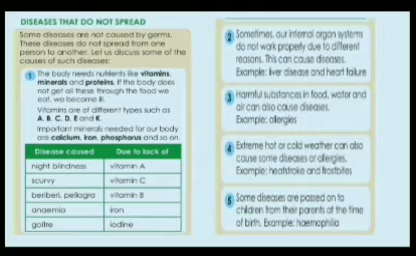 DISEASES THAT DO NOT SPREAD
Some diseases are not caused by germs.
These diseases do not spread from one
person to another. Let us discuss some of the
causes of such diseases:
1 The body needs nutrients like vitamins,
minerals and proteins. If the body does
not get all these through the food we
eat, we become ill.
Vitamins are of different types such as
A, B, C, D, E and K.
Important minerals needed for our body
are calcium, iron, phosphorus and so on.
Disease caused Due to lack of
night blindness vitamin A
scurvy vitamin C
beriberi, pellagra vitamin B
anaemia iron
goitre iodine
2 Sometimes, our internal organ systems
do not work properly due to different
reasons. This can cause diseases.
Example: liver disease and heart failure
3 Harmful substances in food, water and
air can also cause diseases.
Example: allergies
4 Extreme hot or cold weather can also
cause some diseases or allergies.
Example: heatstroke and frostbites
5 Some diseases are passed on to
children from their parents at the time
of birth. Example: haemophilia